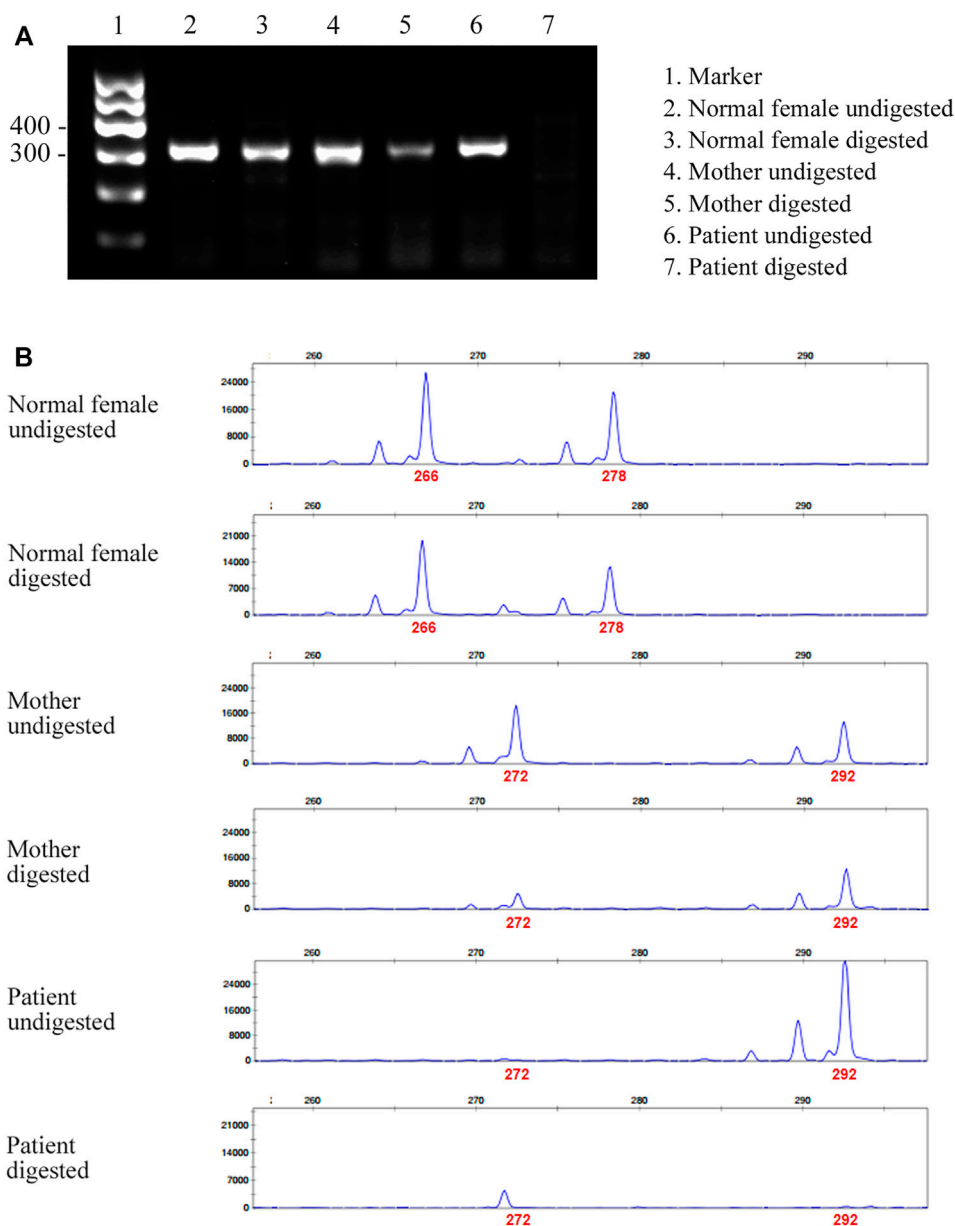 A
1 2 3 4 5 6 7
400 -
300 -
1. Marker
2. Normal female undigested
3. Normal female digested
4. Mother undigested
5. Mother digested
6. Patient undigested
7. Patient digested
B
Normal female
undigested
260 270 280 290
24000
16000
8000
0
266 278
Normal female
digested
260 270 280 290
21000
14000
7000
0
266 278
Mother
undigested
260 270 280 290
24000
16000
8000
0
272 292
Mother
digested
260 270 280 290
24000
16000
8000
0
272 292
Patient
undigested
260 270 280 290
24000
16000
8000
0
272 292
Patient
digested
260 270 280 290
21000
14000
7000
0
272 292